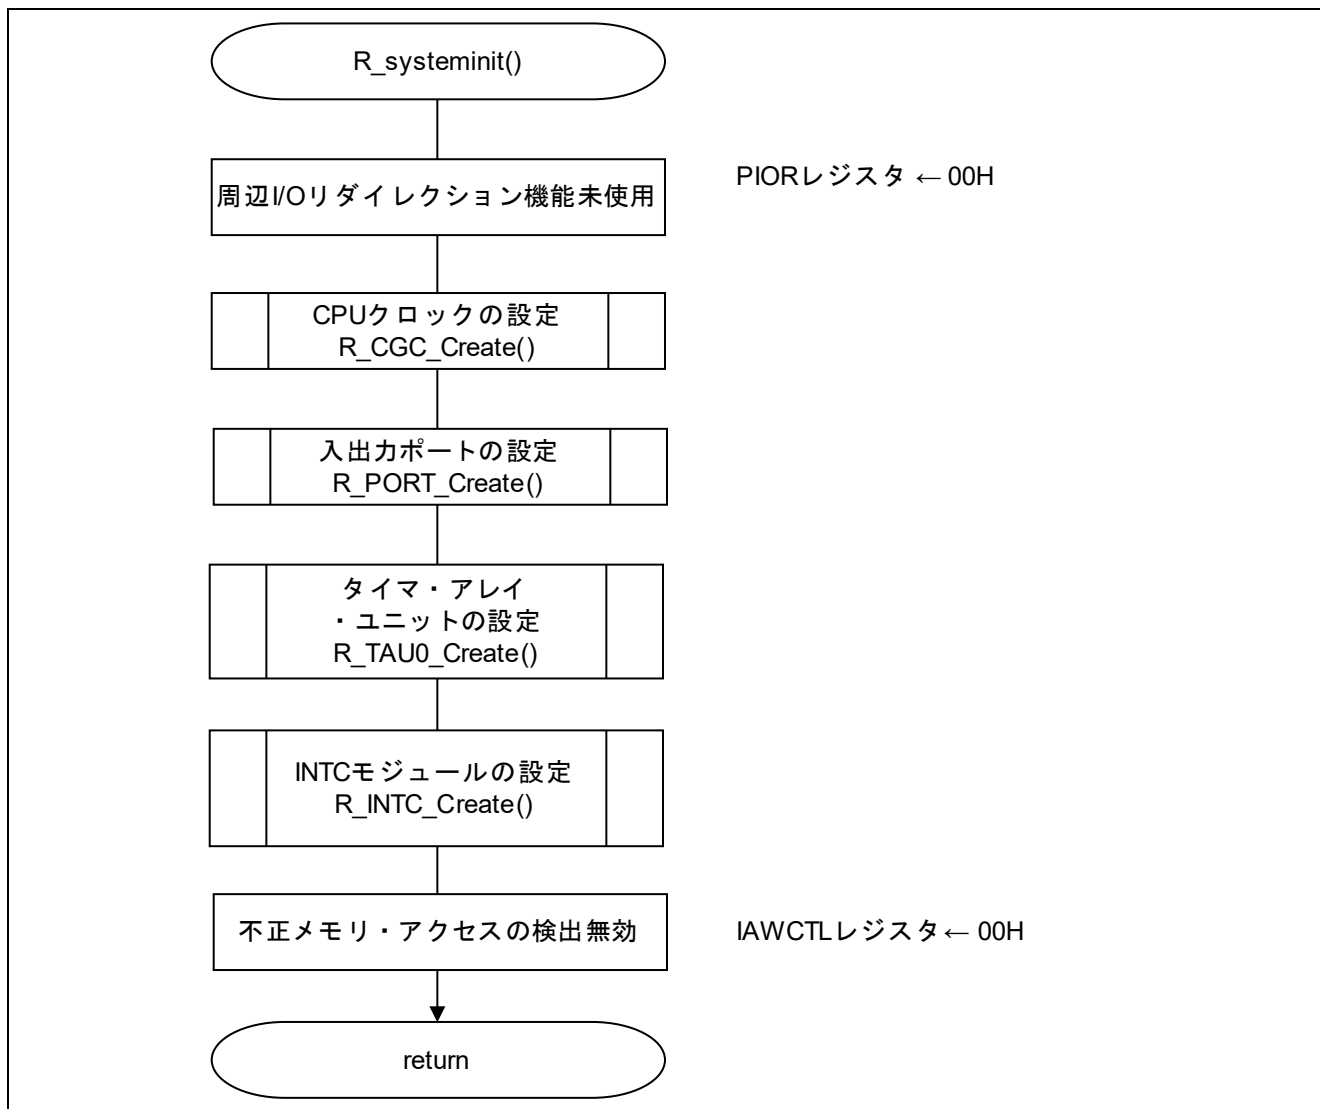 R_systeminit()
周辺I/Oリダイレクション機能未使用
PIORレジスタ ← 00H
CPUクロックの設定
R_CGC_Create()
入出力ポートの設定
R_PORT_Create()
タイマ・アレイ
・ユニットの設定
R_TAU0_Create()
INTCモジュールの設定
R_INTC_Create()
不正メモリ・アクセスの検出無効
IAWCTLレジスタ← 00H
return